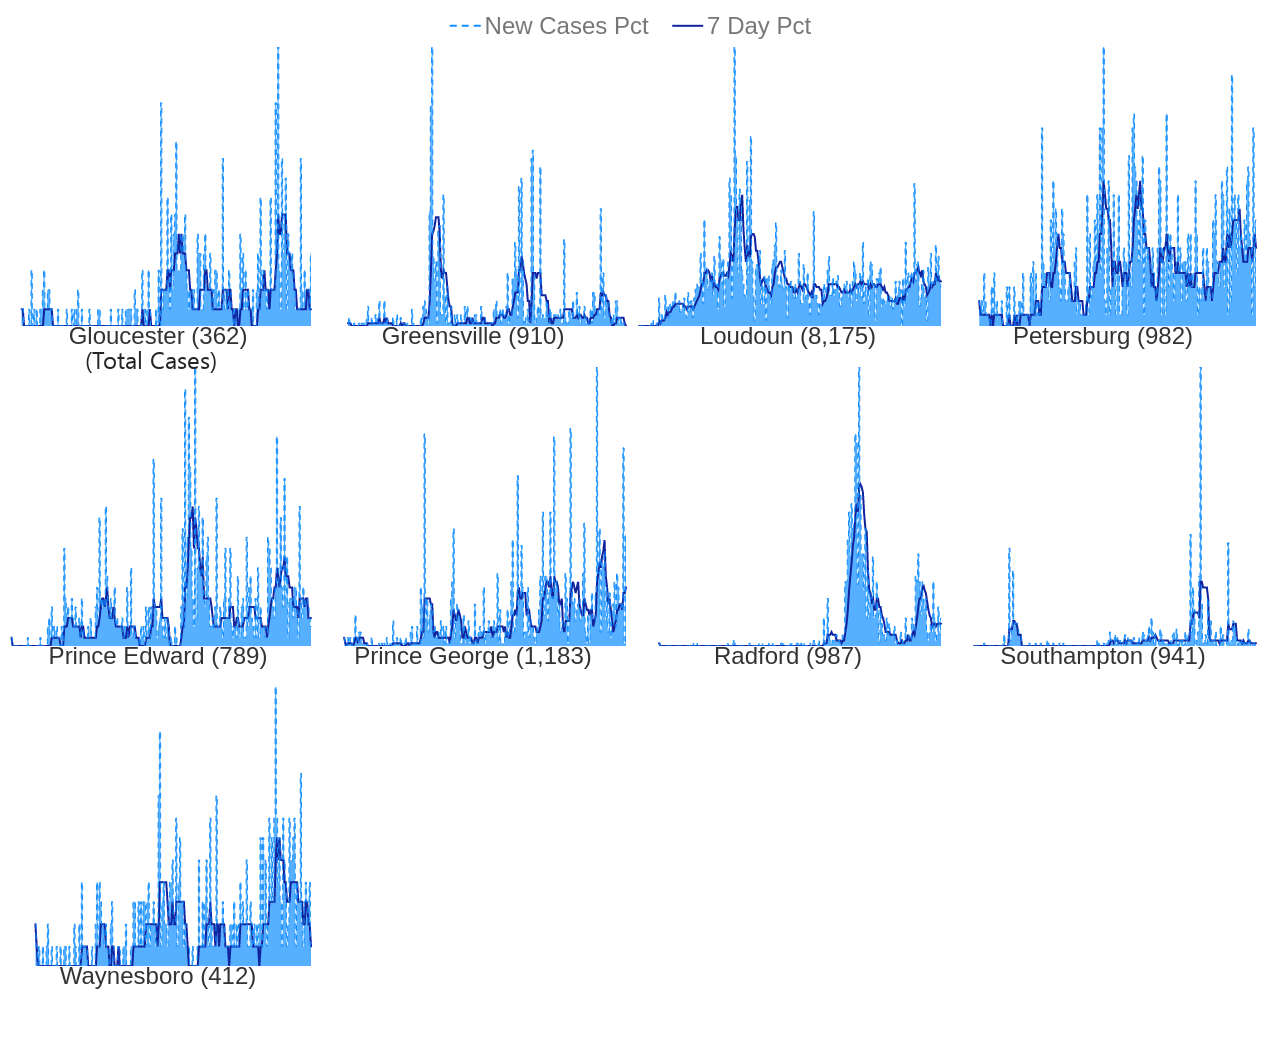 New Cases Pct 7 Day Pct
Gloucester (362) Greensville (910) Loudoun (8,175) Petersburg (982)
(Total Cases)
Prince Edward (789) Prince George (1,183) Radford (987) Southampton (941)
Waynesboro (412)